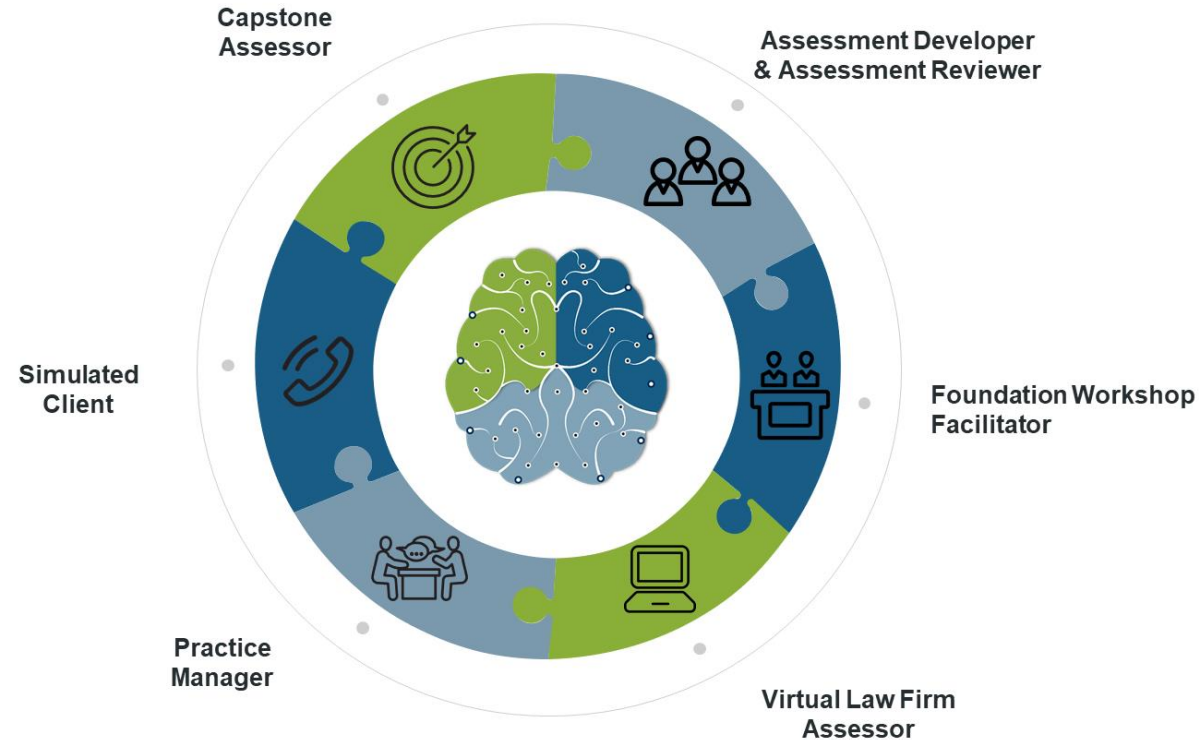 Capstone
Assessor
Assessment Developer
& Assessment Reviewer
Foundation Workshop
Facilitator
Virtual Law Firm
Assessor
Practice
Manager
Simulated
Client